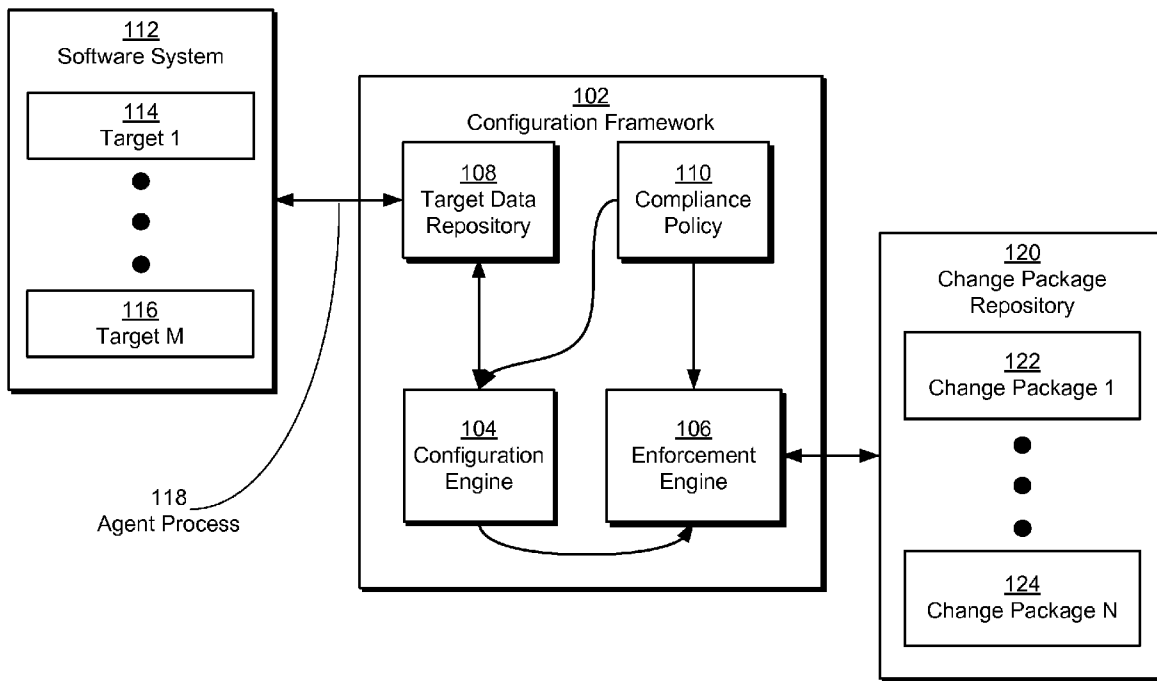 112
Software System
114
Target 1
116
Target M
118
Agent Process
102
Configuration Framework
108
Target Data
Repository
110
Compliance
Policy
104
Configuration
Engine
106
Enforcement
Engine
120
Change Package
Repository
122
Change Package 1
124
Change Package N